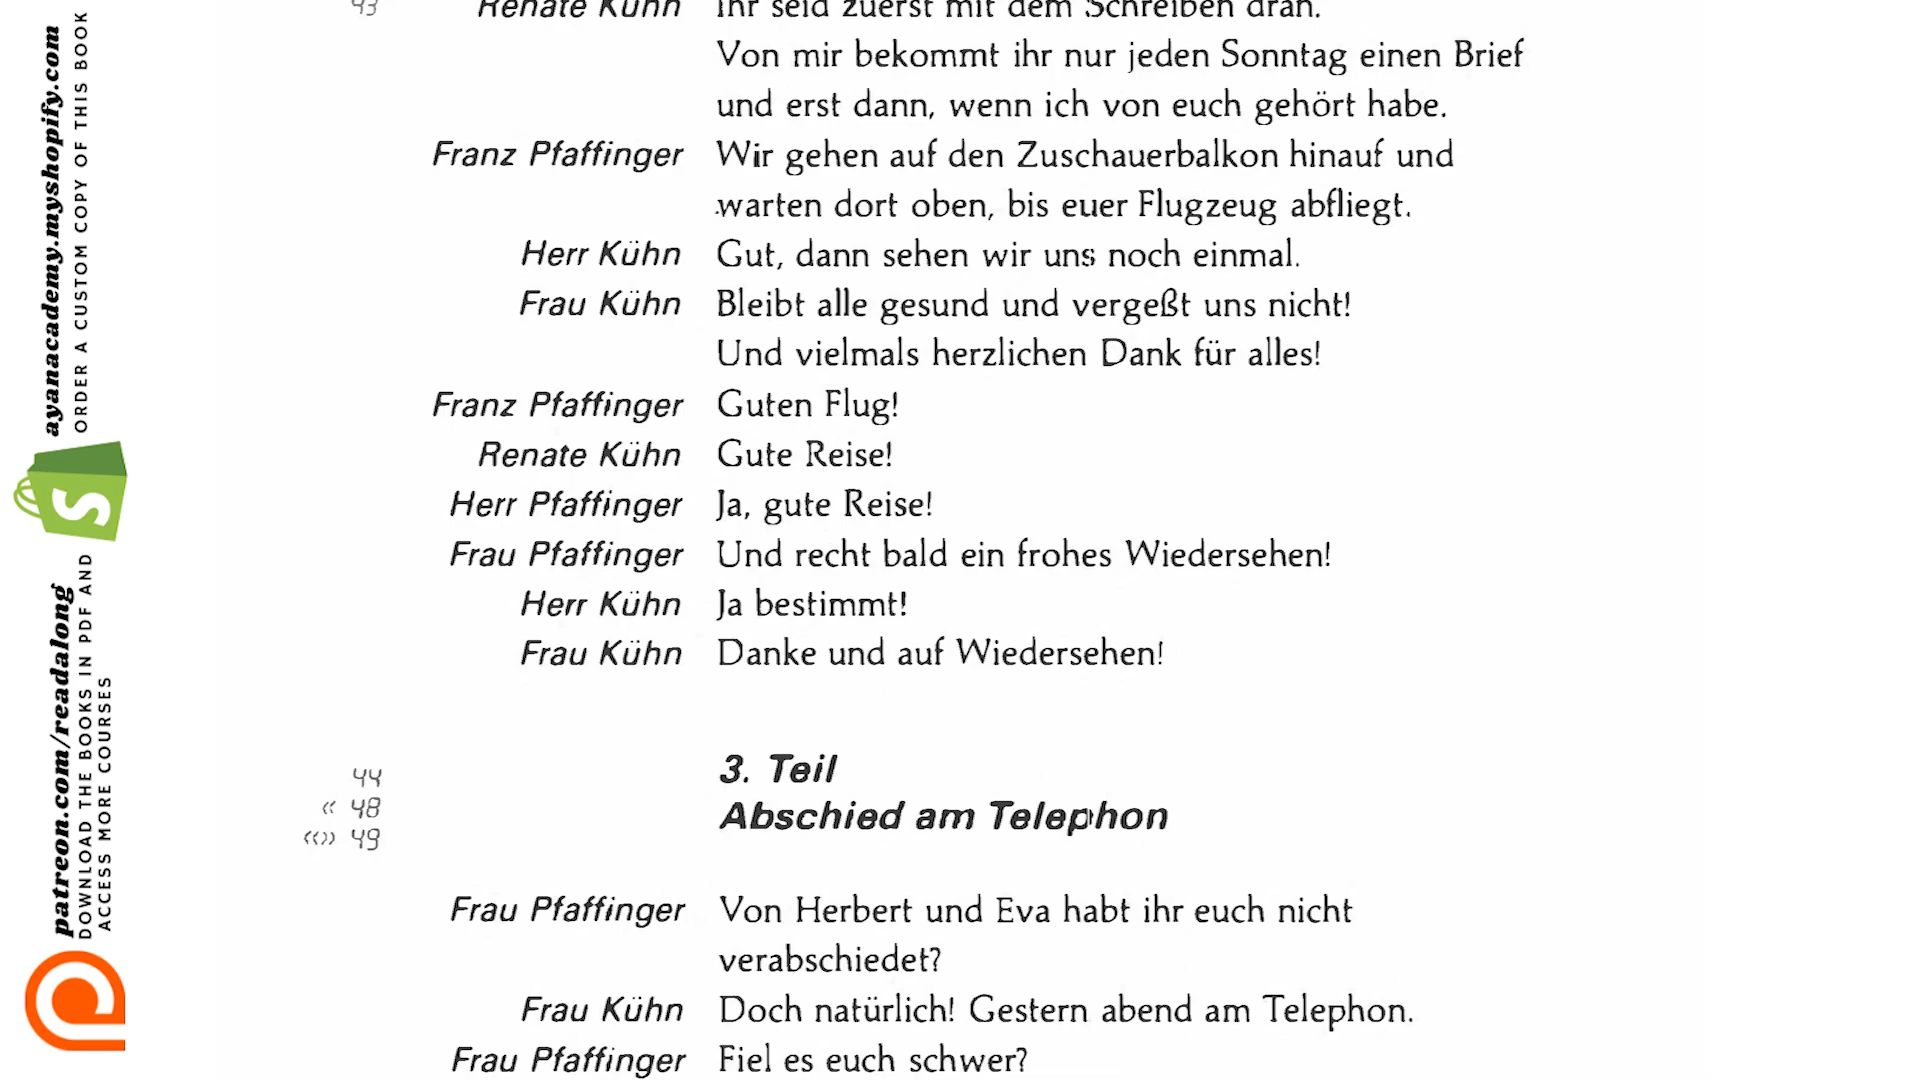 43 Renate Kühn Ihr seid zuerst mit dem Schreiben dran.
Von mir bekommt ihr nur jeden Sonntag einen Brief
und erst dann, wenn ich von euch gehört habe.
Franz Pfaffinger Wir gehen auf den Zuschauerbalkon hinauf und
warten dort oben, bis euer Flugzeug abfliegt.
Herr Kühn Gut, dann sehen wir uns noch einmal.
Frau Kühn Bleibt alle gesund und vergeßt uns nicht!
Und vielmals herzlichen Dank für alles!
Franz Pfaffinger Guten Flug!
Renate Kühn Gute Reise!
Herr Pfaffinger Ja, gute Reise!
Frau Pfaffinger Und recht bald ein frohes Wiedersehen!
Herr Kühn Ja bestimmt!
Frau Kühn Danke und auf Wiedersehen!
44 3. Teil
« 48 Abschied am Telephon
«‹›» 49
Frau Pfaffinger Von Herbert und Eva habt ihr euch nicht
verabschiedet?
Frau Kühn Doch natürlich! Gestern abend am Telephon.
Frau Pfaffinger Fiel es euch schwer?
ayanacademy.myshopify.com
ORDER A CUSTOM COPY OF THIS BOOK
patreon.com/readalong
DOWNLOAD THE BOOKS IN PDF AND
ACCESS MORE COURSES